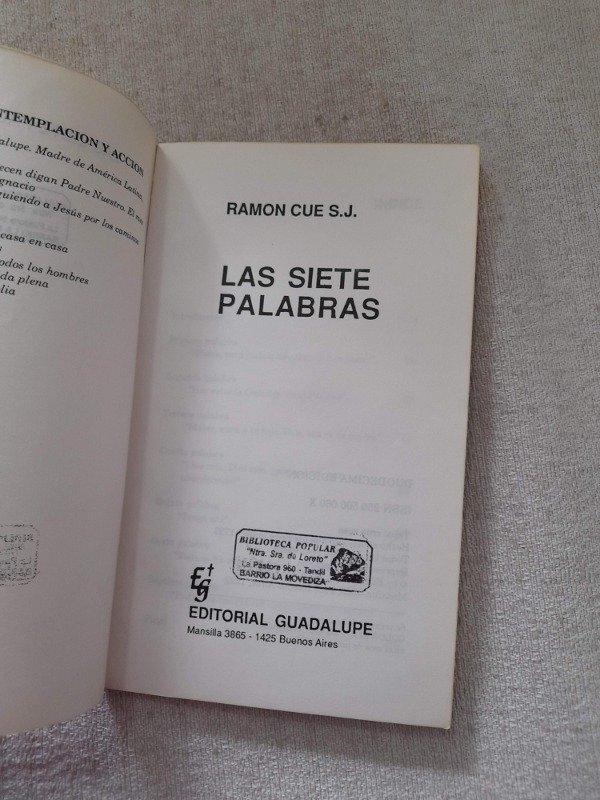 NTEMPLACION Y ACCION
alupe. Madre de América Latina.
ecen digan Padre Nuestro. El mes
gnacio
guiendo a Jesús por los caminos
casa en casa
s
odos los hombres
da plena
lia
RAMON CUE S.J.
LAS SIETE
PALABRAS
BIBLIOTECA POPULAR
"Ntra. Sra. de Loreto"
La Pastora 960 - Tandil
BARRIO LA MOVEDIZA
EDITORIAL GUADALUPE
Mansilla 3865 - 1425 Buenos Aires